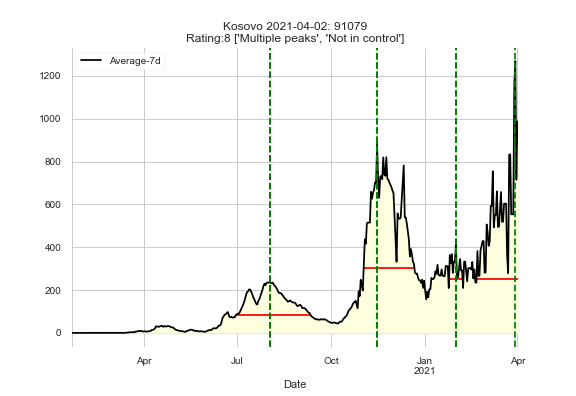 Kosovo 2021-04-02: 91079
Rating:8 ['Multiple peaks', 'Not in control']
Average-7d
1200
1000
800
600
400
200
0
Apr
Jul
Oct
Jan
2021
Apr
Date